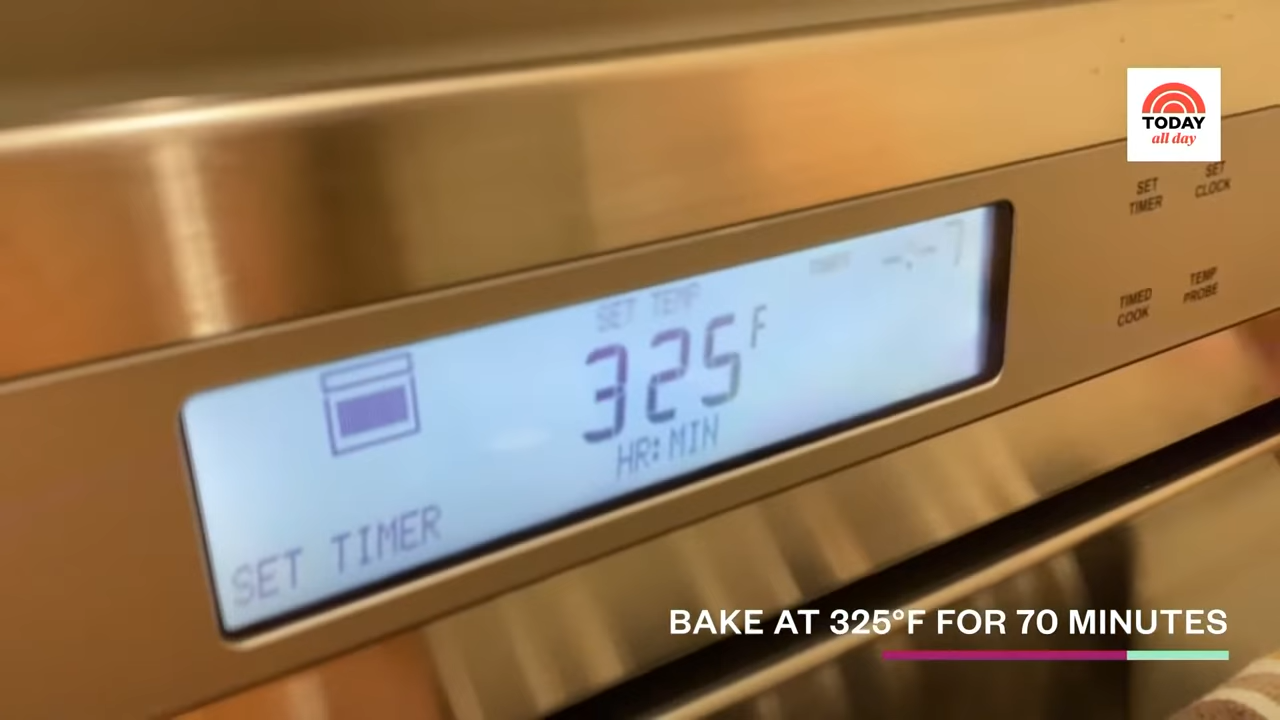 TODAY
all day
SET
TIMER
SET
CLOCK
TIMED
COOK
TEMP
PROBE
SET TEMP
325 F
HR:MIN
SET TIMER
BAKE AT 325°F FOR 70 MINUTES